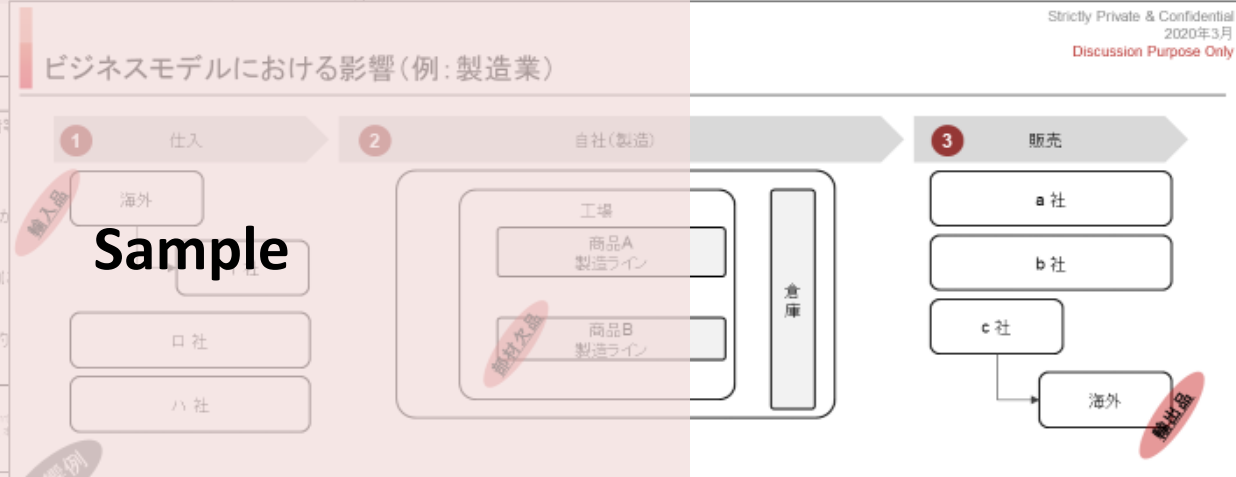 Strictly Private & Confidential
2020年3月
Discussion Purpose Only
ビジネスモデルにおける影響(例:製造業)
1
仕入
2
自社(製造)
3
販売
輸入品
海外
Sample
社
ロ 社
ハ 社
工場
商品A
製造ライン
部材欠品
商品B
製造ライン
倉庫
a 社
b 社
c 社
海外
輸出品